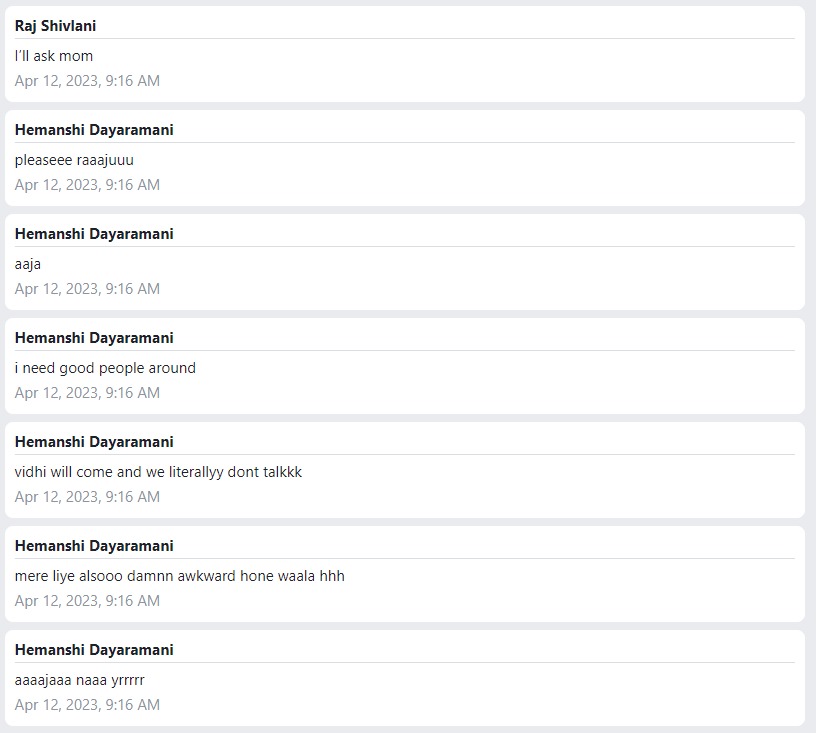 Raj Shivlani
I'll ask mom
Apr 12, 2023, 9:16 AM
Hemanshi Dayaramani
pleaseee raaajuuu
Apr 12, 2023, 9:16 AM
Hemanshi Dayaramani
aaja
Apr 12, 2023, 9:16 AM
Hemanshi Dayaramani
i need good people around
Apr 12, 2023, 9:16 AM
Hemanshi Dayaramani
vidhi will come and we literallyy dont talkkk
Apr 12, 2023, 9:16 AM
Hemanshi Dayaramani
mere liye alsooo damnn awkward hone waala hhh
Apr 12, 2023, 9:16 AM
Hemanshi Dayaramani
aaaajaaa naaa yrrrrr
Apr 12, 2023, 9:16 AM